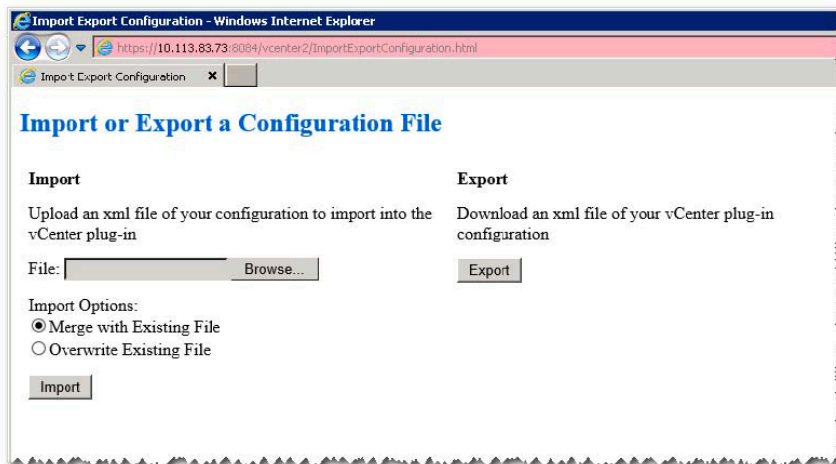 Import Export Configuration - Windows Internet Explorer
https://10.113.83.73:8084/vcenter2/ImportExportConfiguration.html
Import Export Configuration
Import or Export a Configuration File
Import
Upload an xml file of your configuration to import into the
vCenter plug-in
File: Browse...
Import Options:
Merge with Existing File
Overwrite Existing File
Import
Export
Download an xml file of your vCenter plug-in
configuration
Export